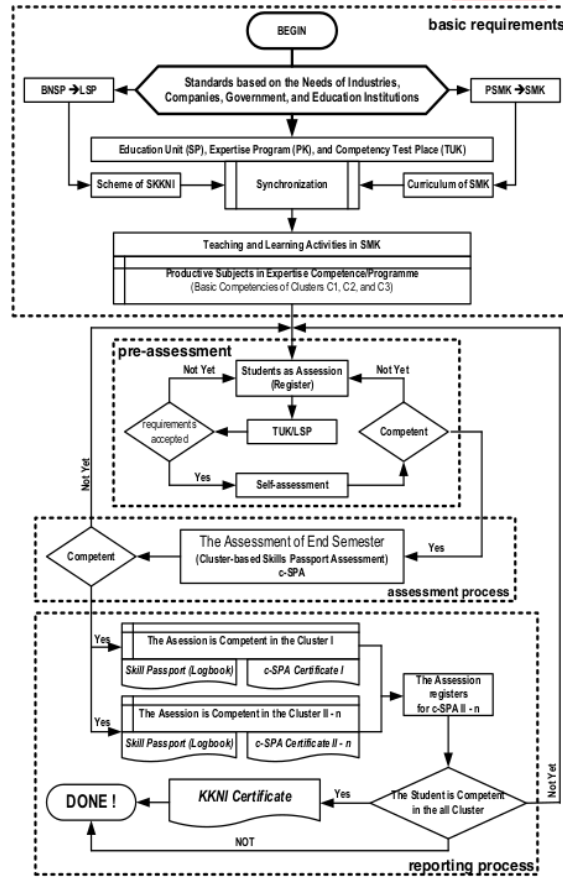 basic requirements
BEGIN
BNSP→LSP
Standards based on the Needs of Industries,
Companies, Government, and Education Institutions
PSMK→SMK
Education Unit (SP), Expertise Program (PK), and Competency Test Place (TUK)
Scheme of SKKNI
Synchronization
Curriculum of SMK
Teaching and Learning Activities in SMK
Productive Subjects in Expertise Competence/Programme
(Basic Competencies of Clusters C1, C2, and C3)
pre-assessment
Not Yet
Students as Assession
(Register)
Not Yet
requirements
accepted
TUK/LSP
Competent
Yes
Self-assessment
Not Yet
Competent
The Assessment of End Semester
(Cluster-based Skills Passport Assessment)
c-SPA
Yes
assessment process
Yes
The Asession is Competent in the Cluster I
Skill Passport (Logbook)
c-SPA Certificate I
The Assession
registers
for c-SPA II - n
Yes
The Asession is Competent in the Cluster II - n
Skill Passport (Logbook)
c-SPA Certificate II - n
Not Yet
DONE !
KKNI Certificate
Yes
The Student is Competent
in the all Cluster
NOT
reporting process